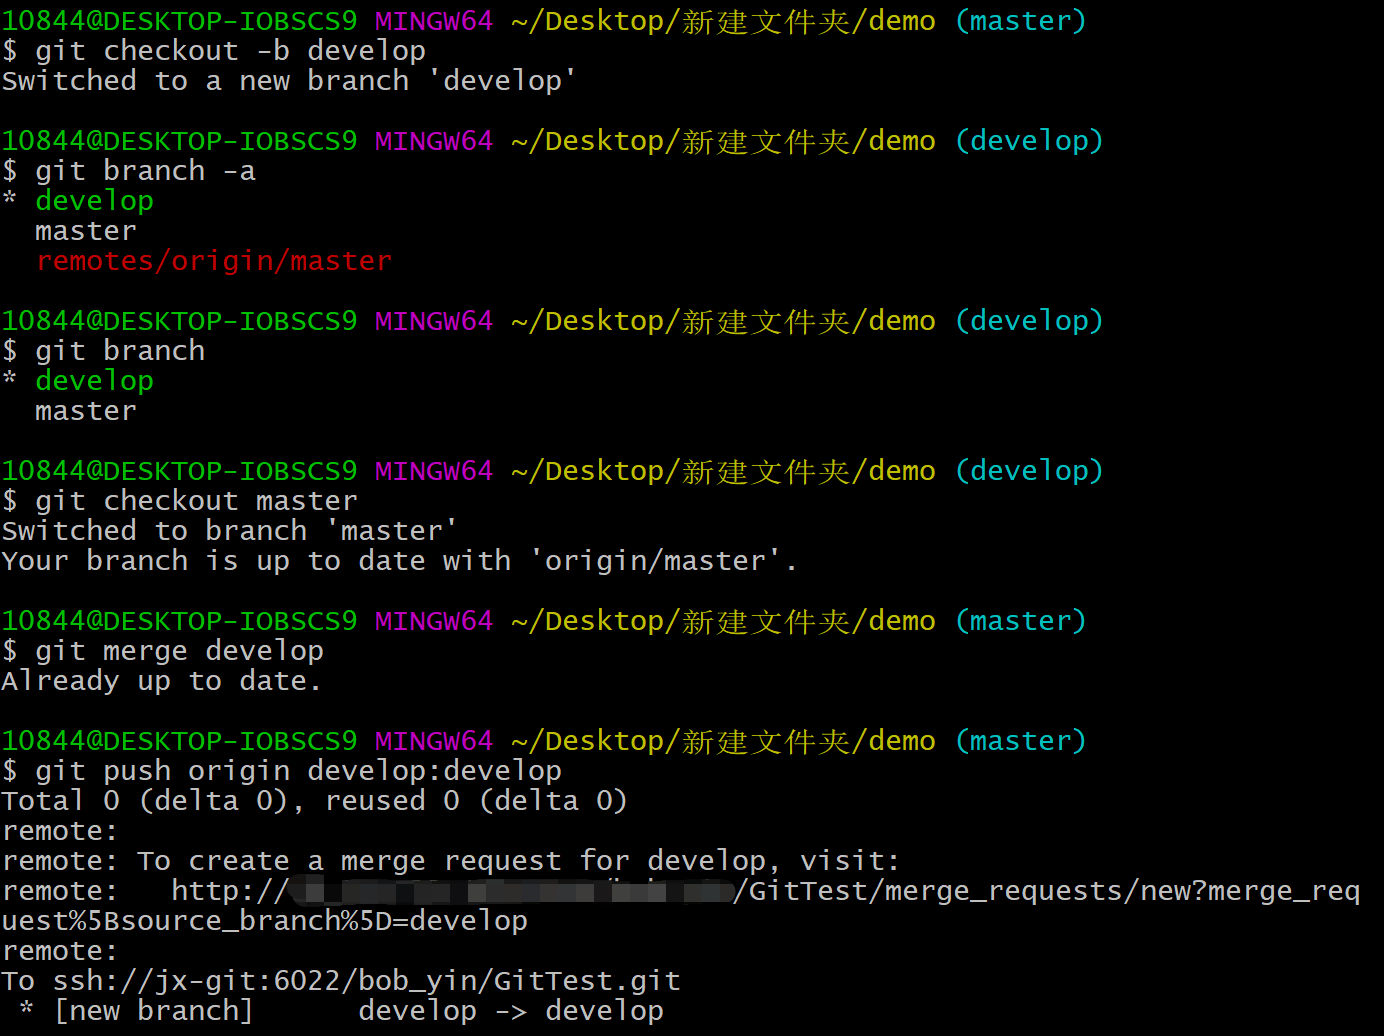 10844@DESKTOP-IOBSCS9 MINGW64 ~/Desktop/新建文件夹/demo (master)
$ git checkout -b develop
Switched to a new branch 'develop'
10844@DESKTOP-IOBSCS9 MINGW64 ~/Desktop/新建文件夹/demo (develop)
$ git branch -a
* develop
  master
  remotes/origin/master
10844@DESKTOP-IOBSCS9 MINGW64 ~/Desktop/新建文件夹/demo (develop)
$ git branch
* develop
  master
10844@DESKTOP-IOBSCS9 MINGW64 ~/Desktop/新建文件夹/demo (develop)
$ git checkout master
Switched to branch 'master'
Your branch is up to date with 'origin/master'.
10844@DESKTOP-IOBSCS9 MINGW64 ~/Desktop/新建文件夹/demo (master)
$ git merge develop
Already up to date.
10844@DESKTOP-IOBSCS9 MINGW64 ~/Desktop/新建文件夹/demo (master)
$ git push origin develop:develop
Total 0 (delta 0), reused 0 (delta 0)
remote:
remote: To create a merge request for develop, visit:
remote:   http:// /GitTest/merge_requests/new?merge_req
uest%5Bsource_branch%5D=develop
remote:
To ssh://jx-git:6022/bob_yin/GitTest.git
 * [new branch]      develop -> develop